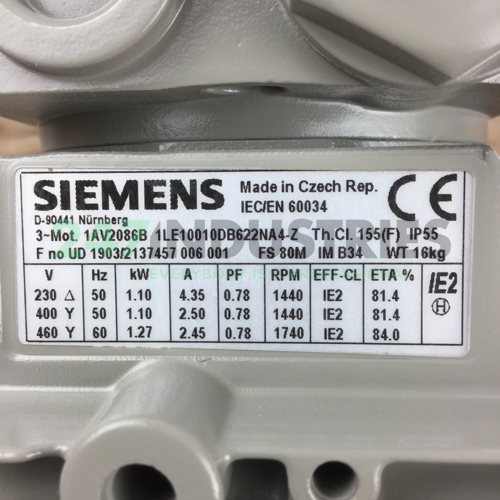 SIEMENS Made in Czech Rep. CE
D-90441 Nürnberg IEC/EN 60034
3~Mot. 1AV2086B 1LE10010DB622NA4-Z Th.Cl. 155(F) IP55
F no UD 1903/2137457 006 001 FS 80M IM B34 WT 16kg
V Hz kW A PF RPM EFF-CL ETA % IE2
230 Δ 50 1.10 4.35 0.78 1440 IE2 81.4 H
400 Y 50 1.10 2.50 0.78 1440 IE2 81.4
460 Y 60 1.27 2.45 0.78 1740 IE2 84.0